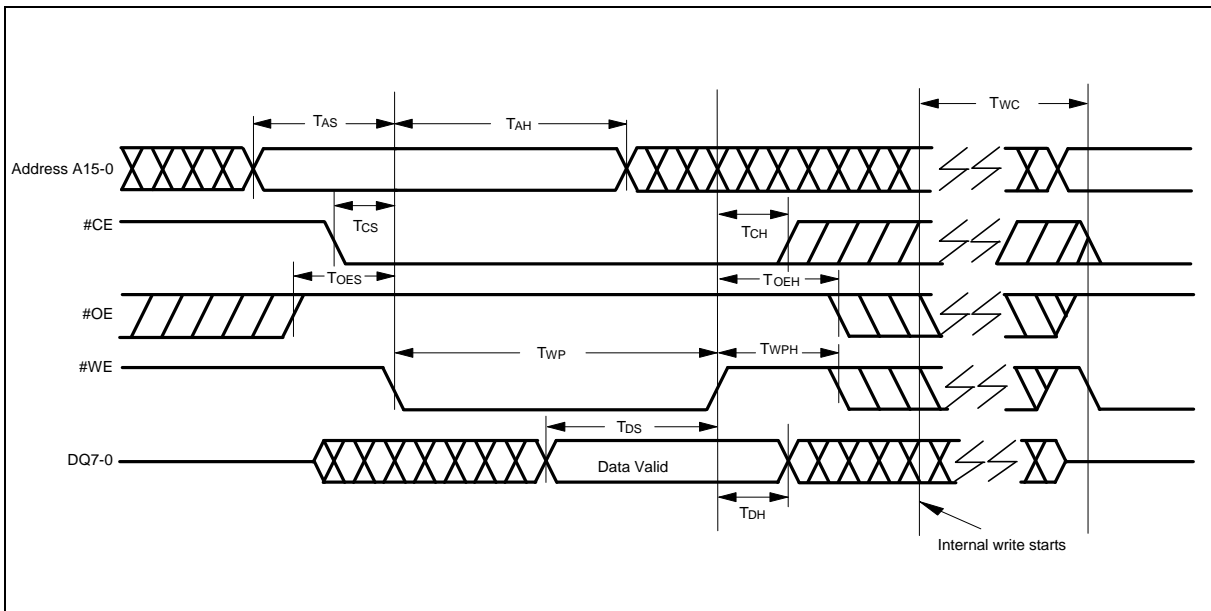 TWC
TAS
TAH
Address A15-0
#CE
TCS
TCH
TOES
TOEH
#OE
TWP
TWPH
#WE
TDS
DQ7-0
Data Valid
TDH
Internal write starts